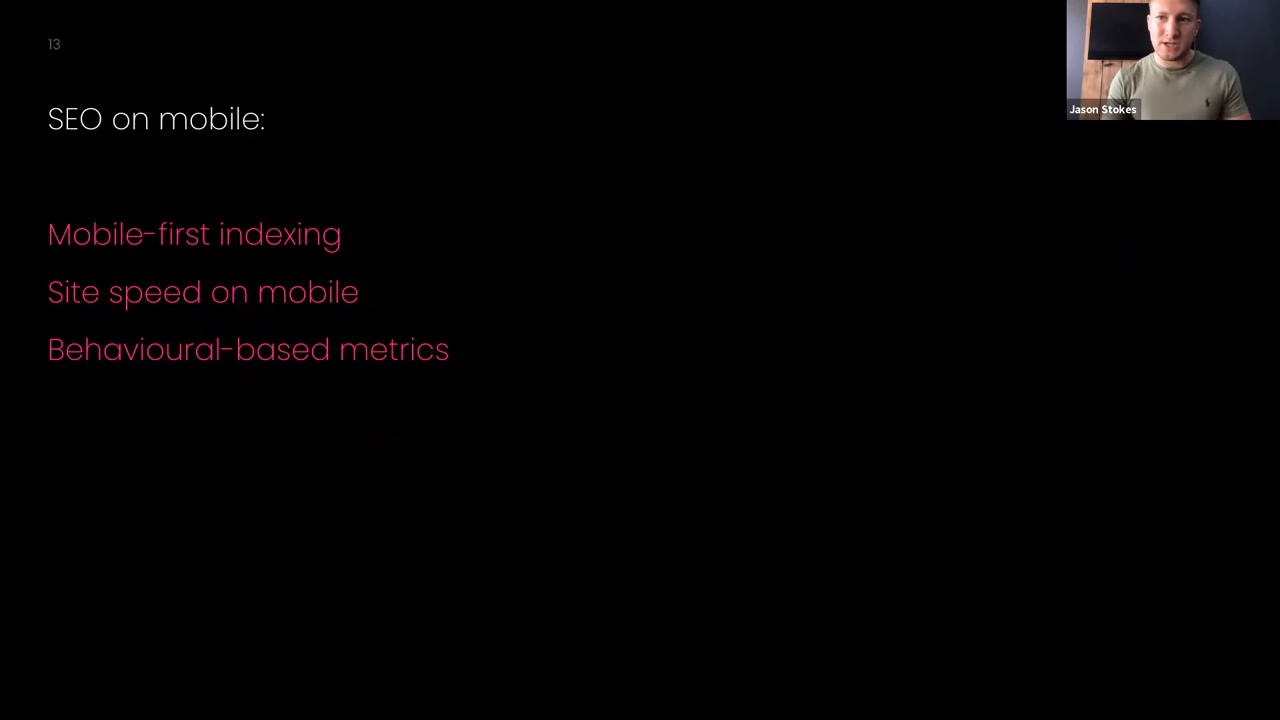 13
SEO on mobile:
Mobile-first indexing
Site speed on mobile
Behavioural-based metrics
Jason Stokes